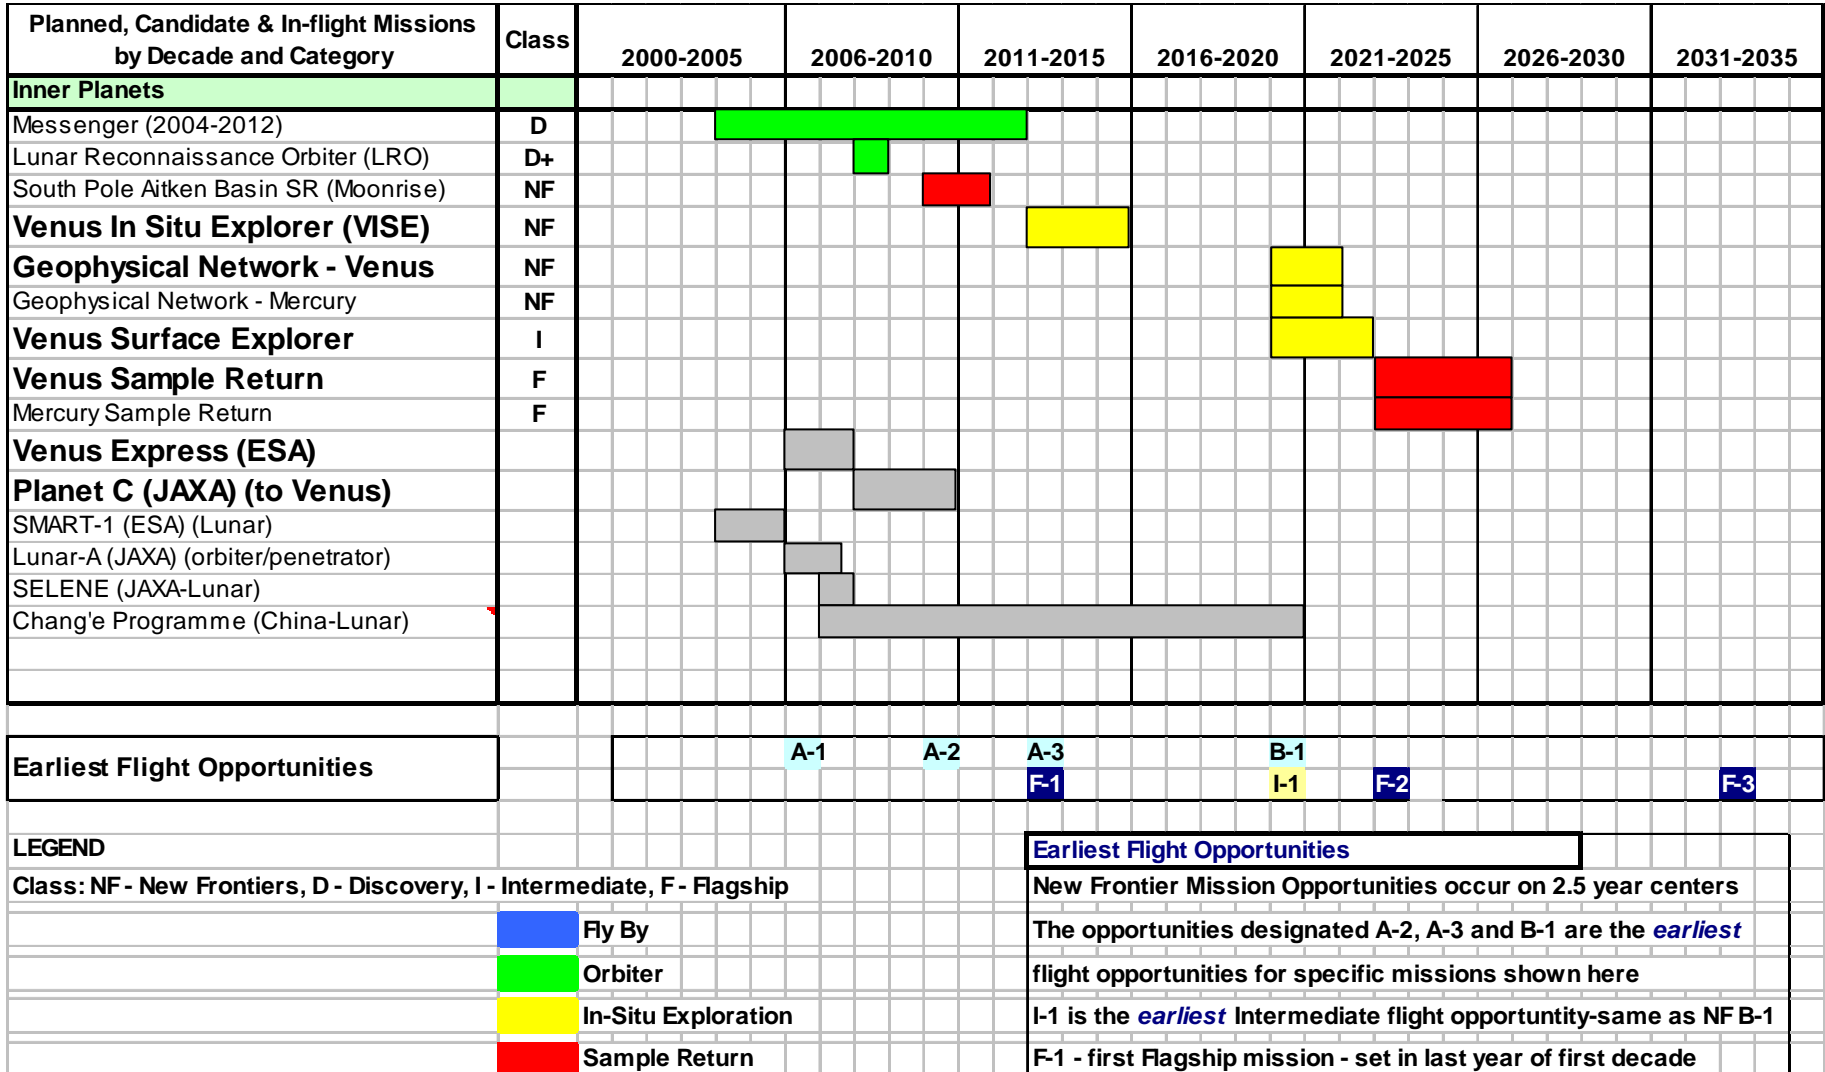 Planned, Candidate & In-flight Missions
by Decade and Category
Class
2000-2005 2006-2010 2011-2015 2016-2020 2021-2025 2026-2030 2031-2035
Inner Planets
Messenger (2004-2012) D
Lunar Reconnaissance Orbiter (LRO) D+
South Pole Aitken Basin SR (Moonrise) NF
Venus In Situ Explorer (VISE) NF
Geophysical Network - Venus NF
Geophysical Network - Mercury NF
Venus Surface Explorer I
Venus Sample Return F
Mercury Sample Return F
Venus Express (ESA)
Planet C (JAXA) (to Venus)
SMART-1 (ESA) (Lunar)
Lunar-A (JAXA) (orbiter/penetrator)
SELENE (JAXA-Lunar)
Chang'e Programme (China-Lunar)
Earliest Flight Opportunities
A-1 A-2 A-3 B-1
F-1 I-1 F-2 F-3
LEGEND
Class: NF - New Frontiers, D - Discovery, I - Intermediate, F - Flagship
Fly By
Orbiter
In-Situ Exploration
Sample Return
Earliest Flight Opportunities
New Frontier Mission Opportunities occur on 2.5 year centers
The opportunities designated A-2, A-3 and B-1 are the earliest
flight opportunities for specific missions shown here
I-1 is the earliest Intermediate flight opportuntity-same as NF B-1
F-1 - first Flagship mission - set in last year of first decade